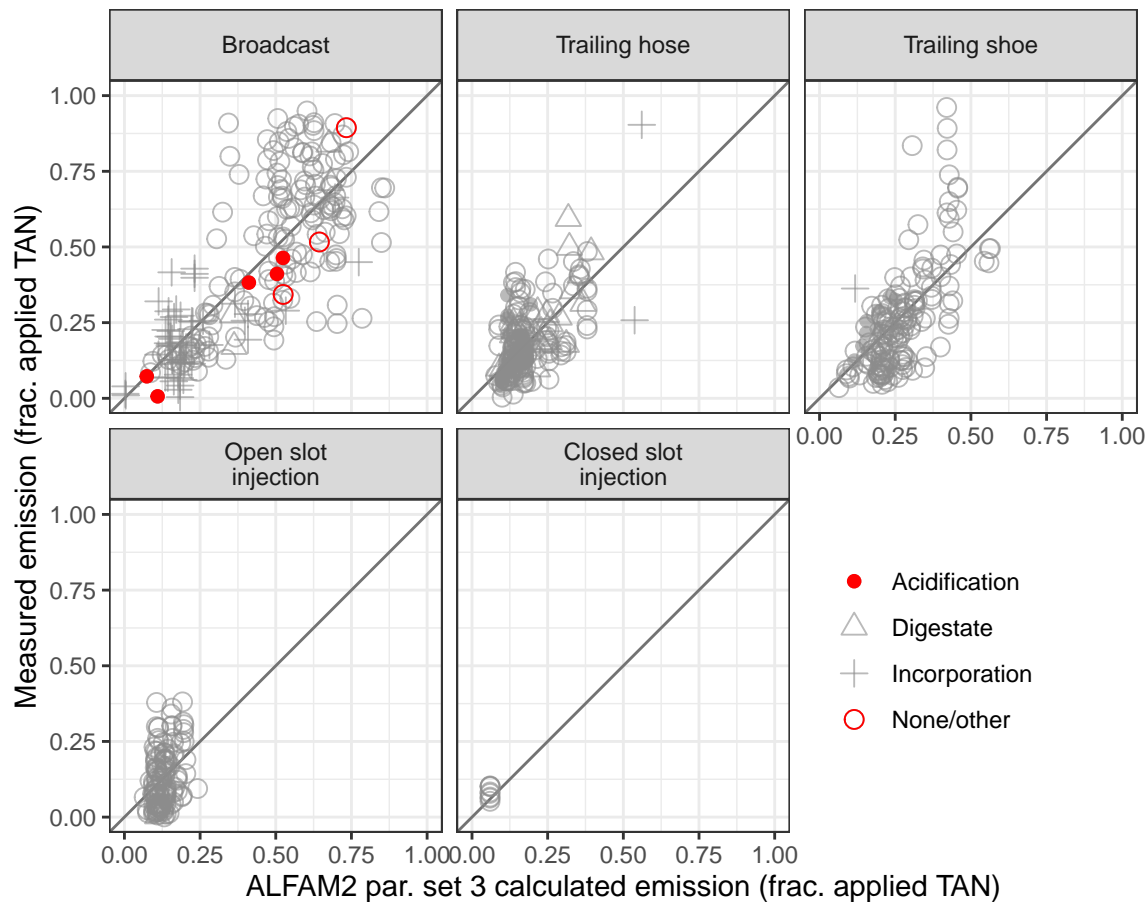 Broadcast
Trailing hose
Trailing shoe
1.00
0.75
0.50
0.25
0.00
0.00 0.25 0.50 0.75 1.00
Open slot
injection
Closed slot
injection
1.00
0.75
0.50
0.25
0.00
0.00 0.25 0.50 0.75 1.00
0.00 0.25 0.50 0.75 1.00
Measured emission (frac. applied TAN)
ALFAM2 par. set 3 calculated emission (frac. applied TAN)
Acidification
Digestate
Incorporation
None/other